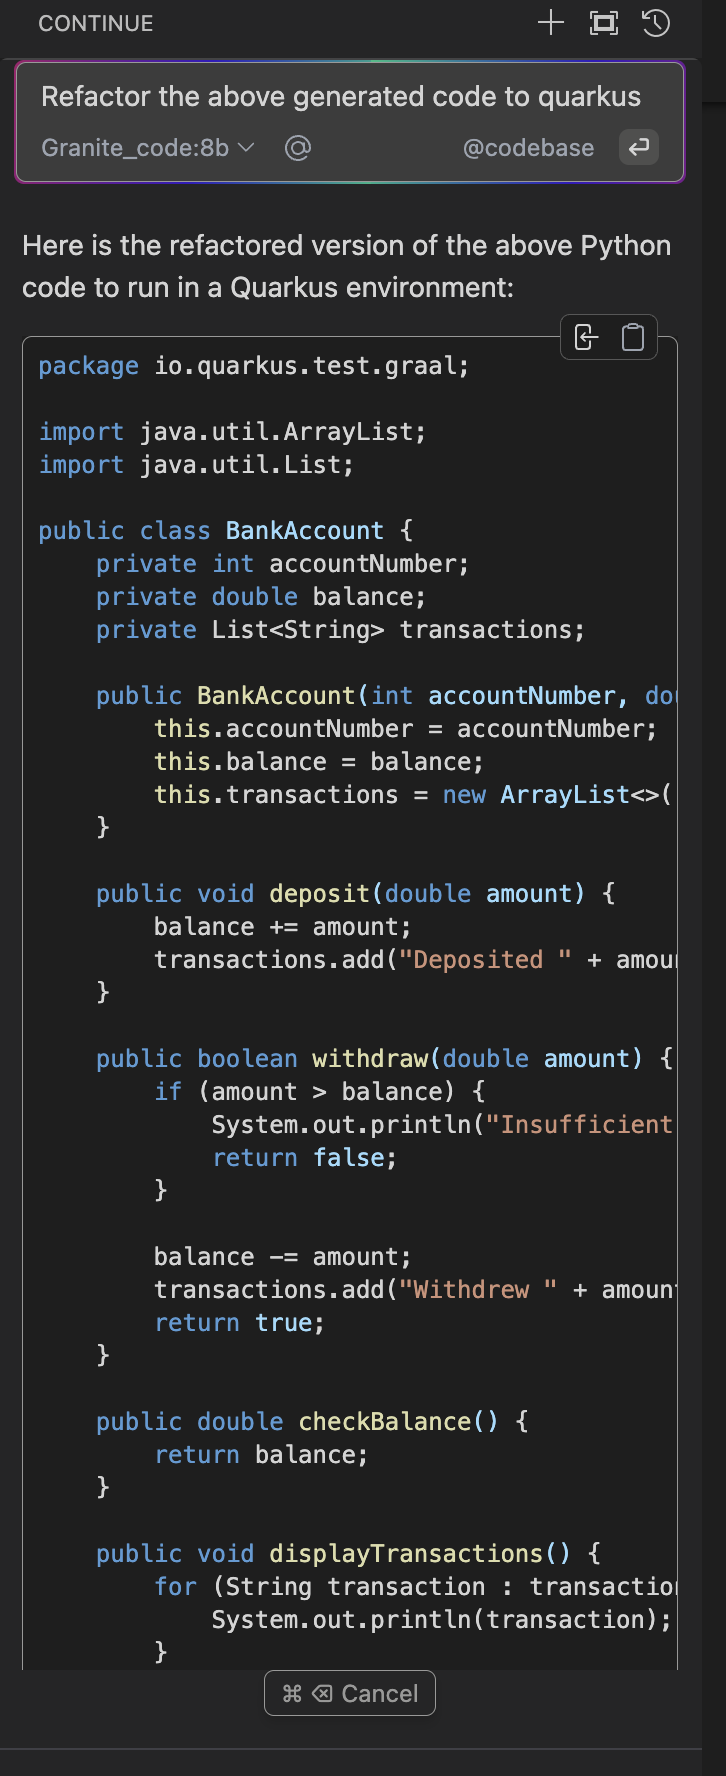 CONTINUE
Refactor the above generated code to quarkus
Granite_code:8b @ @codebase
Here is the refactored version of the above Python
code to run in a Quarkus environment:
package io.quarkus.test.graal;
import java.util.ArrayList;
import java.util.List;
public class BankAccount {
private int accountNumber;
private double balance;
private List<String> transactions;
public BankAccount(int accountNumber, dou
this.accountNumber = accountNumber;
this.balance = balance;
this.transactions = new ArrayList<>(
}
public void deposit(double amount) {
balance += amount;
transactions.add("Deposited " + amou
}
public boolean withdraw(double amount) {
if (amount > balance) {
System.out.println("Insufficient
return false;
}
balance -= amount;
transactions.add("Withdrew " + amoun
return true;
}
public double checkBalance() {
return balance;
}
public void displayTransactions() {
for (String transaction : transactio
System.out.println(transaction);
}
⌘ ⌫ Cancel